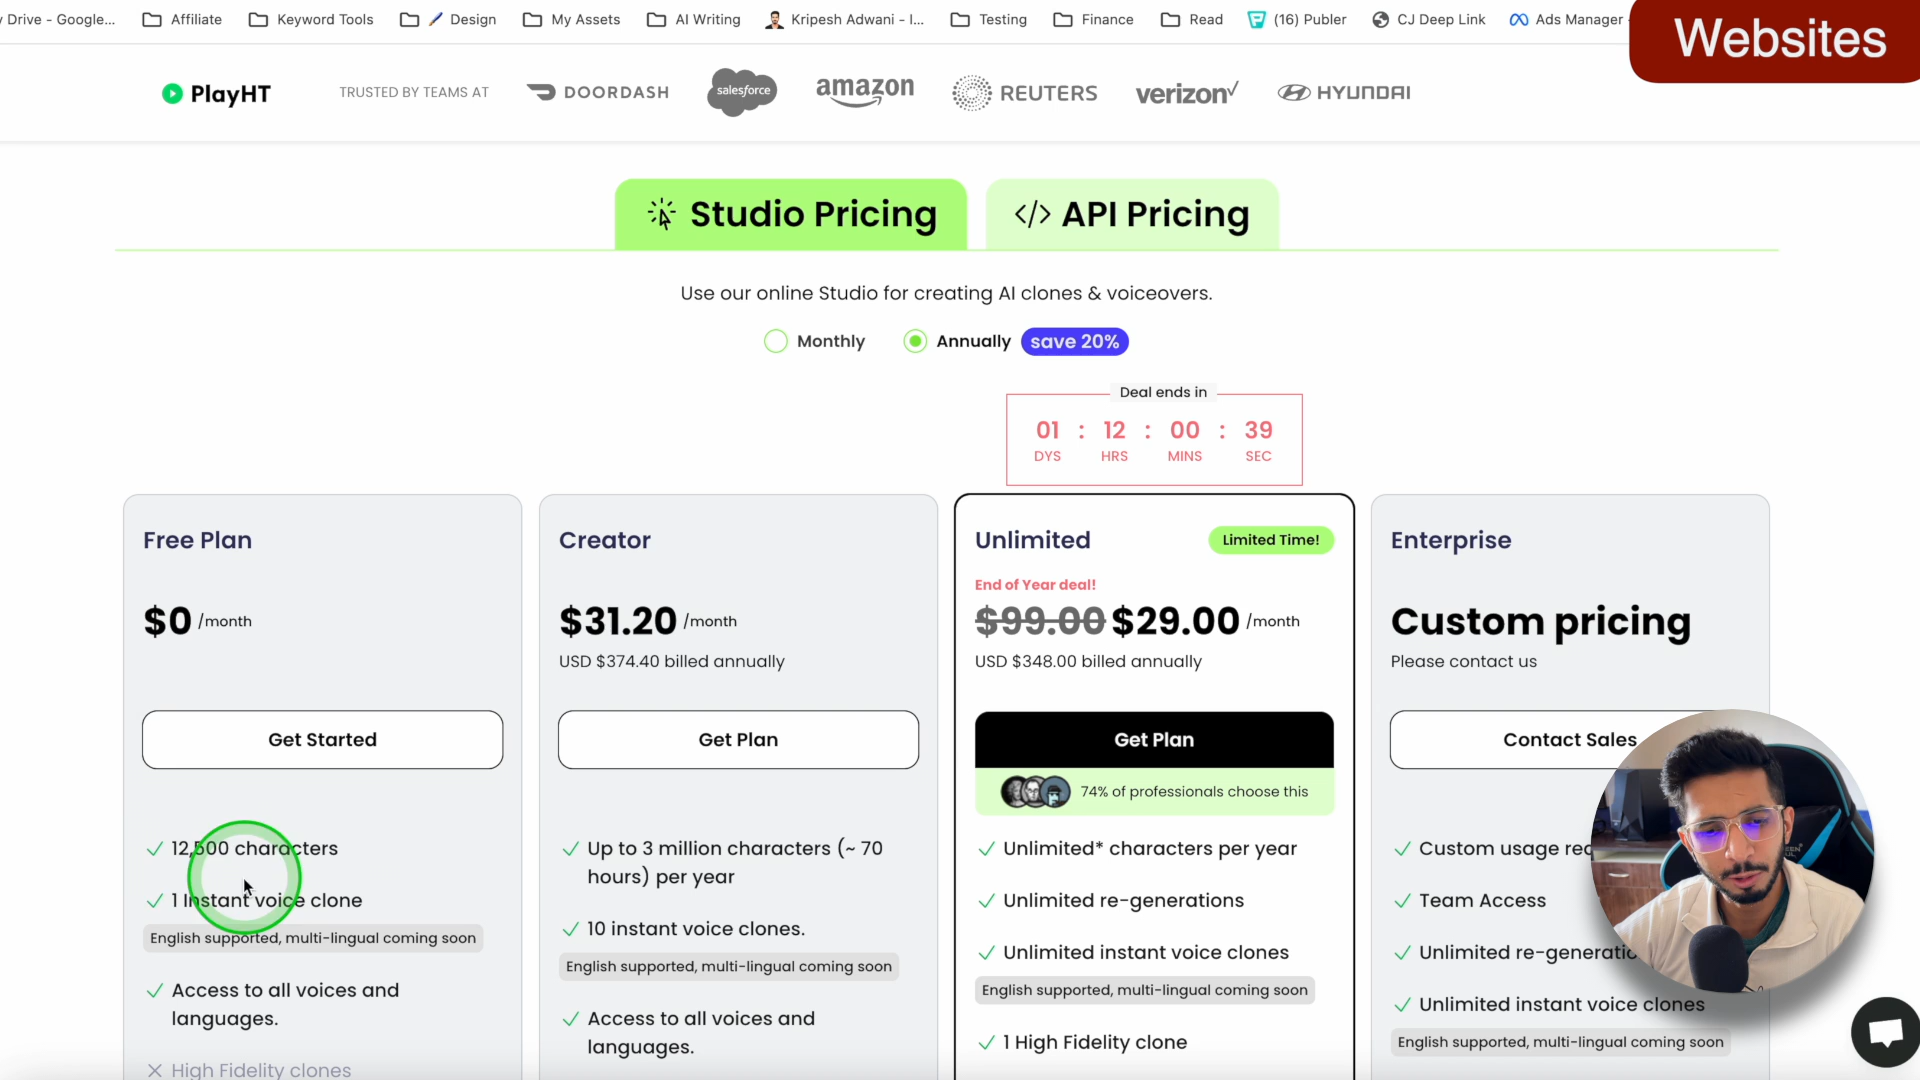 Drive - Google...
Affiliate
Keyword Tools
Design
My Assets
AI Writing
Kripesh Adwani - I...
Testing
Finance
Read
(16) Publer
CJ Deep Link
Ads Manager
Websites
PlayHT
TRUSTED BY TEAMS AT
DOORDASH
salesforce
amazon
REUTERS
verizon
HYUNDAI
Studio Pricing
</> API Pricing
Use our online Studio for creating AI clones & voiceovers.
Monthly
Annually
save 20%
Deal ends in
01 : 12 : 00 : 39
DYS HRS MINS SEC
Free Plan
$0 /month
Get Started
12,500 characters
1 Instant voice clone
English supported, multi-lingual coming soon
Access to all voices and
languages.
High Fidelity clones
Creator
$31.20 /month
USD $374.40 billed annually
Get Plan
Up to 3 million characters (~ 70
hours) per year
10 instant voice clones.
English supported, multi-lingual coming soon
Access to all voices and
languages.
Unlimited
Limited Time!
End of Year deal!
$99.00 $29.00 /month
USD $348.00 billed annually
Get Plan
74% of professionals choose this
Unlimited* characters per year
Unlimited re-generations
Unlimited instant voice clones
English supported, multi-lingual coming soon
1 High Fidelity clone
Enterprise
Custom pricing
Please contact us
Contact Sales
Custom usage
Team Access
Unlimited
Unlimited instant voice clones
English supported, multi-lingual coming soon